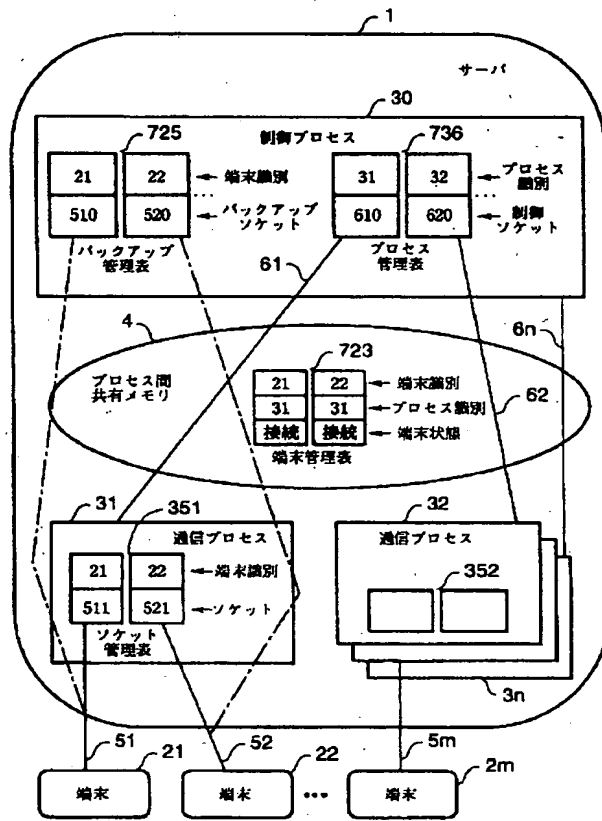 1
サーバ
30
725
制御プロセス
736
21
22
端末識別
31
32
プロセス
識別
...
...
510
520
バックアップ
ソケット
610
620
制御
ソケット
バックアップ
管理表
プロセス
管理表
61
4
6n
プロセス間
共有メモリ
723
21
22
端末識別
31
31
プロセス識別
接続
接続
端末状態
端末管理表
62
31
351
通信プロセス
21
22
端末識別
511
521
ソケット
ソケット
管理表
32
通信プロセス
352
3n
51
21
52
22
5m
2m
端末
端末
•••
端末